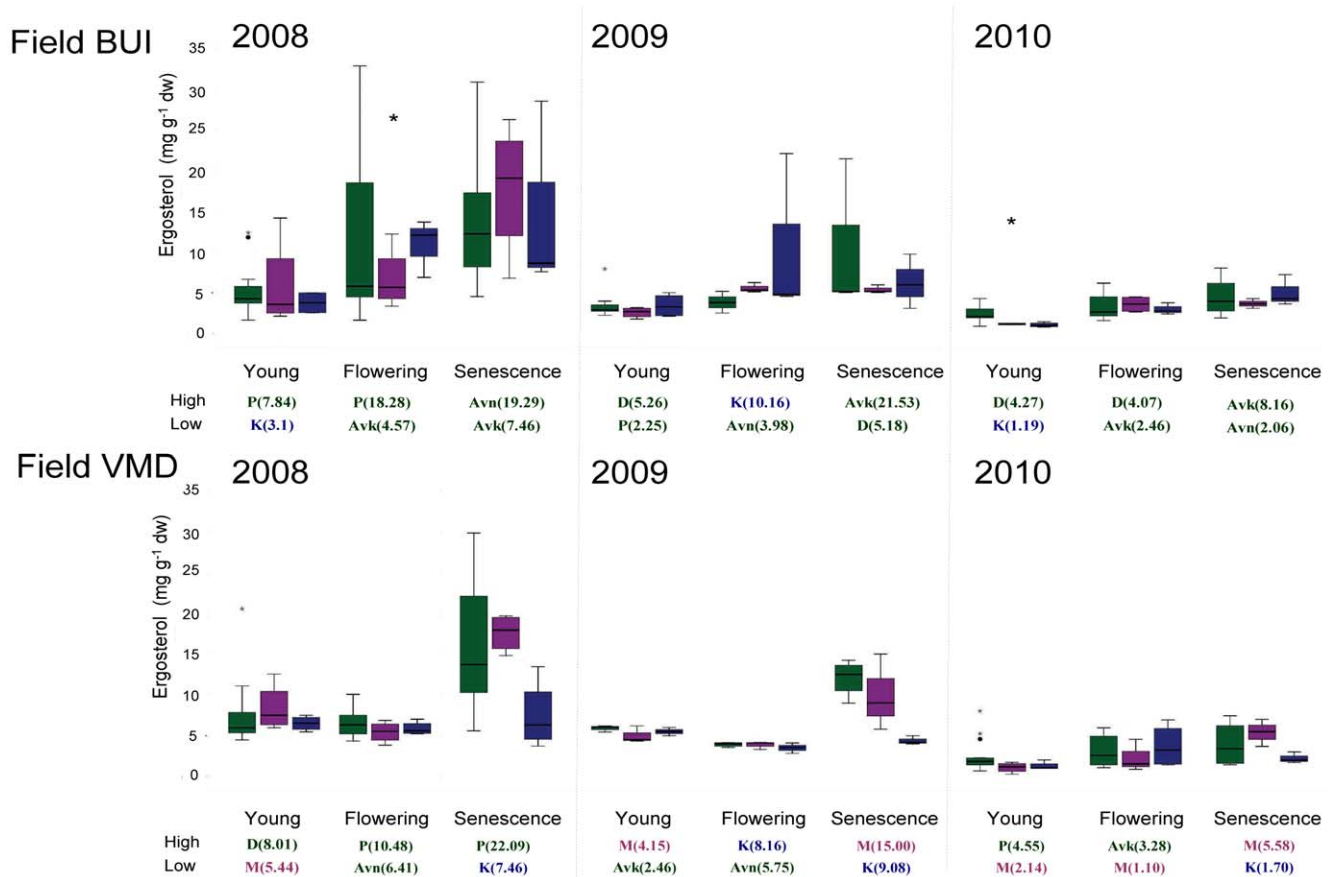 Field BUI
2008 2009 2010
Ergosterol (mg g-1 dw)
35
30
25
20
15
10
5
0
*
*
*
*
Young Flowering Senescence Young Flowering Senescence Young Flowering Senescence
High P(7.84) P(18.28) Avn(19.29) D(5.26) K(10.16) Avk(21.53) D(4.27) D(4.07) Avk(8.16)
Low K(3.1) Avk(4.57) Avk(7.46) P(2.25) Avn(3.98) D(5.18) K(1.19) Avk(2.46) Avn(2.06)
Field VMD
2008 2009 2010
Ergosterol (mg g-1 dw)
35
30
25
20
15
10
5
0
*
*
*
Young Flowering Senescence Young Flowering Senescence Young Flowering Senescence
High D(8.01) P(10.48) P(22.09) M(4.15) K(8.16) M(15.00) P(4.55) Avk(3.28) M(5.58)
Low M(5.44) Avn(6.41) K(7.46) Avk(2.46) Avn(5.75) K(9.08) M(2.14) M(1.10) K(1.70)